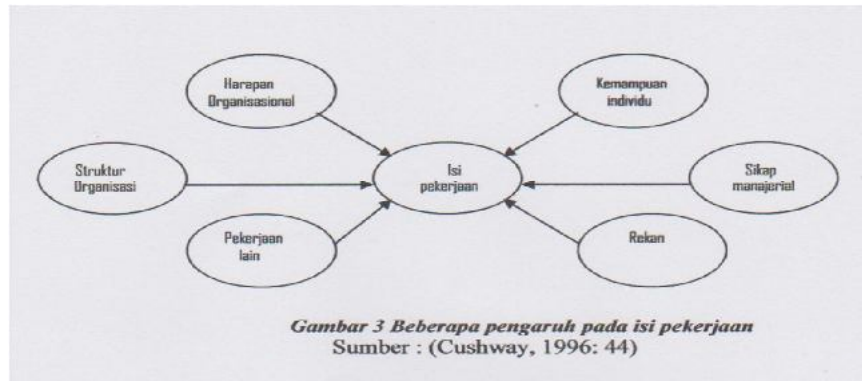 Harapan
Organisasional
Kemampuan
individu
Struktur
Organisasi
Isi
pekerjaan
Sikap
manajerial
Pekerjaan
lain
Rekan
Gambar 3 Beberapa pengaruh pada isi pekerjaan
Sumber : (Cushway, 1996: 44)